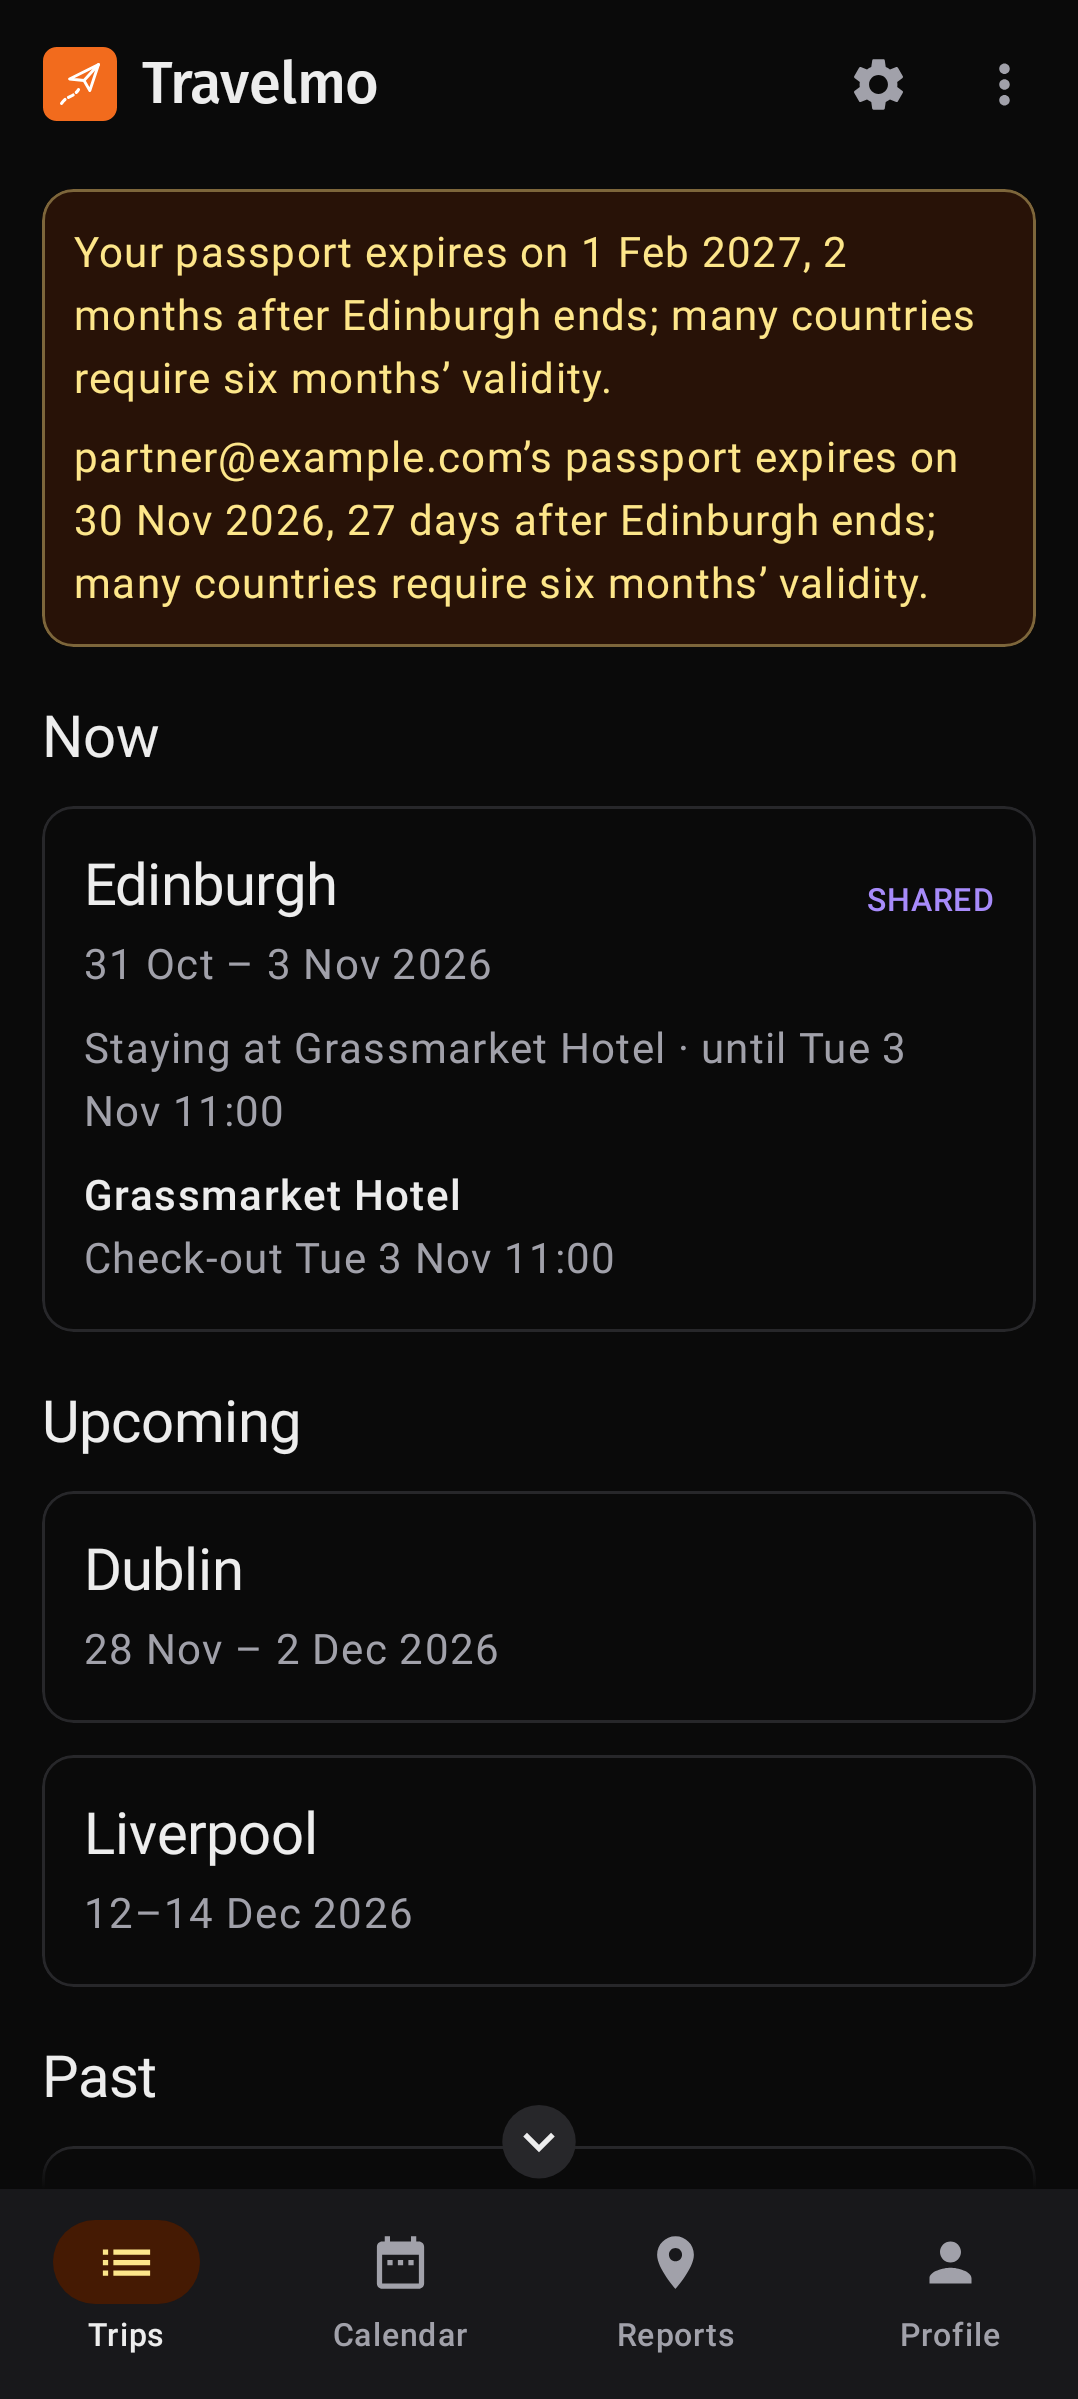 Travelmo
Your passport expires on 1 Feb 2027, 2
months after Edinburgh ends; many countries
require six months’ validity.
partner@example.com’s passport expires on
30 Nov 2026, 27 days after Edinburgh ends;
many countries require six months’ validity.
Now
Edinburgh
SHARED
31 Oct – 3 Nov 2026
Staying at Grassmarket Hotel · until Tue 3
Nov 11:00
Grassmarket Hotel
Check-out Tue 3 Nov 11:00
Upcoming
Dublin
28 Nov – 2 Dec 2026
Liverpool
12–14 Dec 2026
Past
Trips
Calendar
Reports
Profile